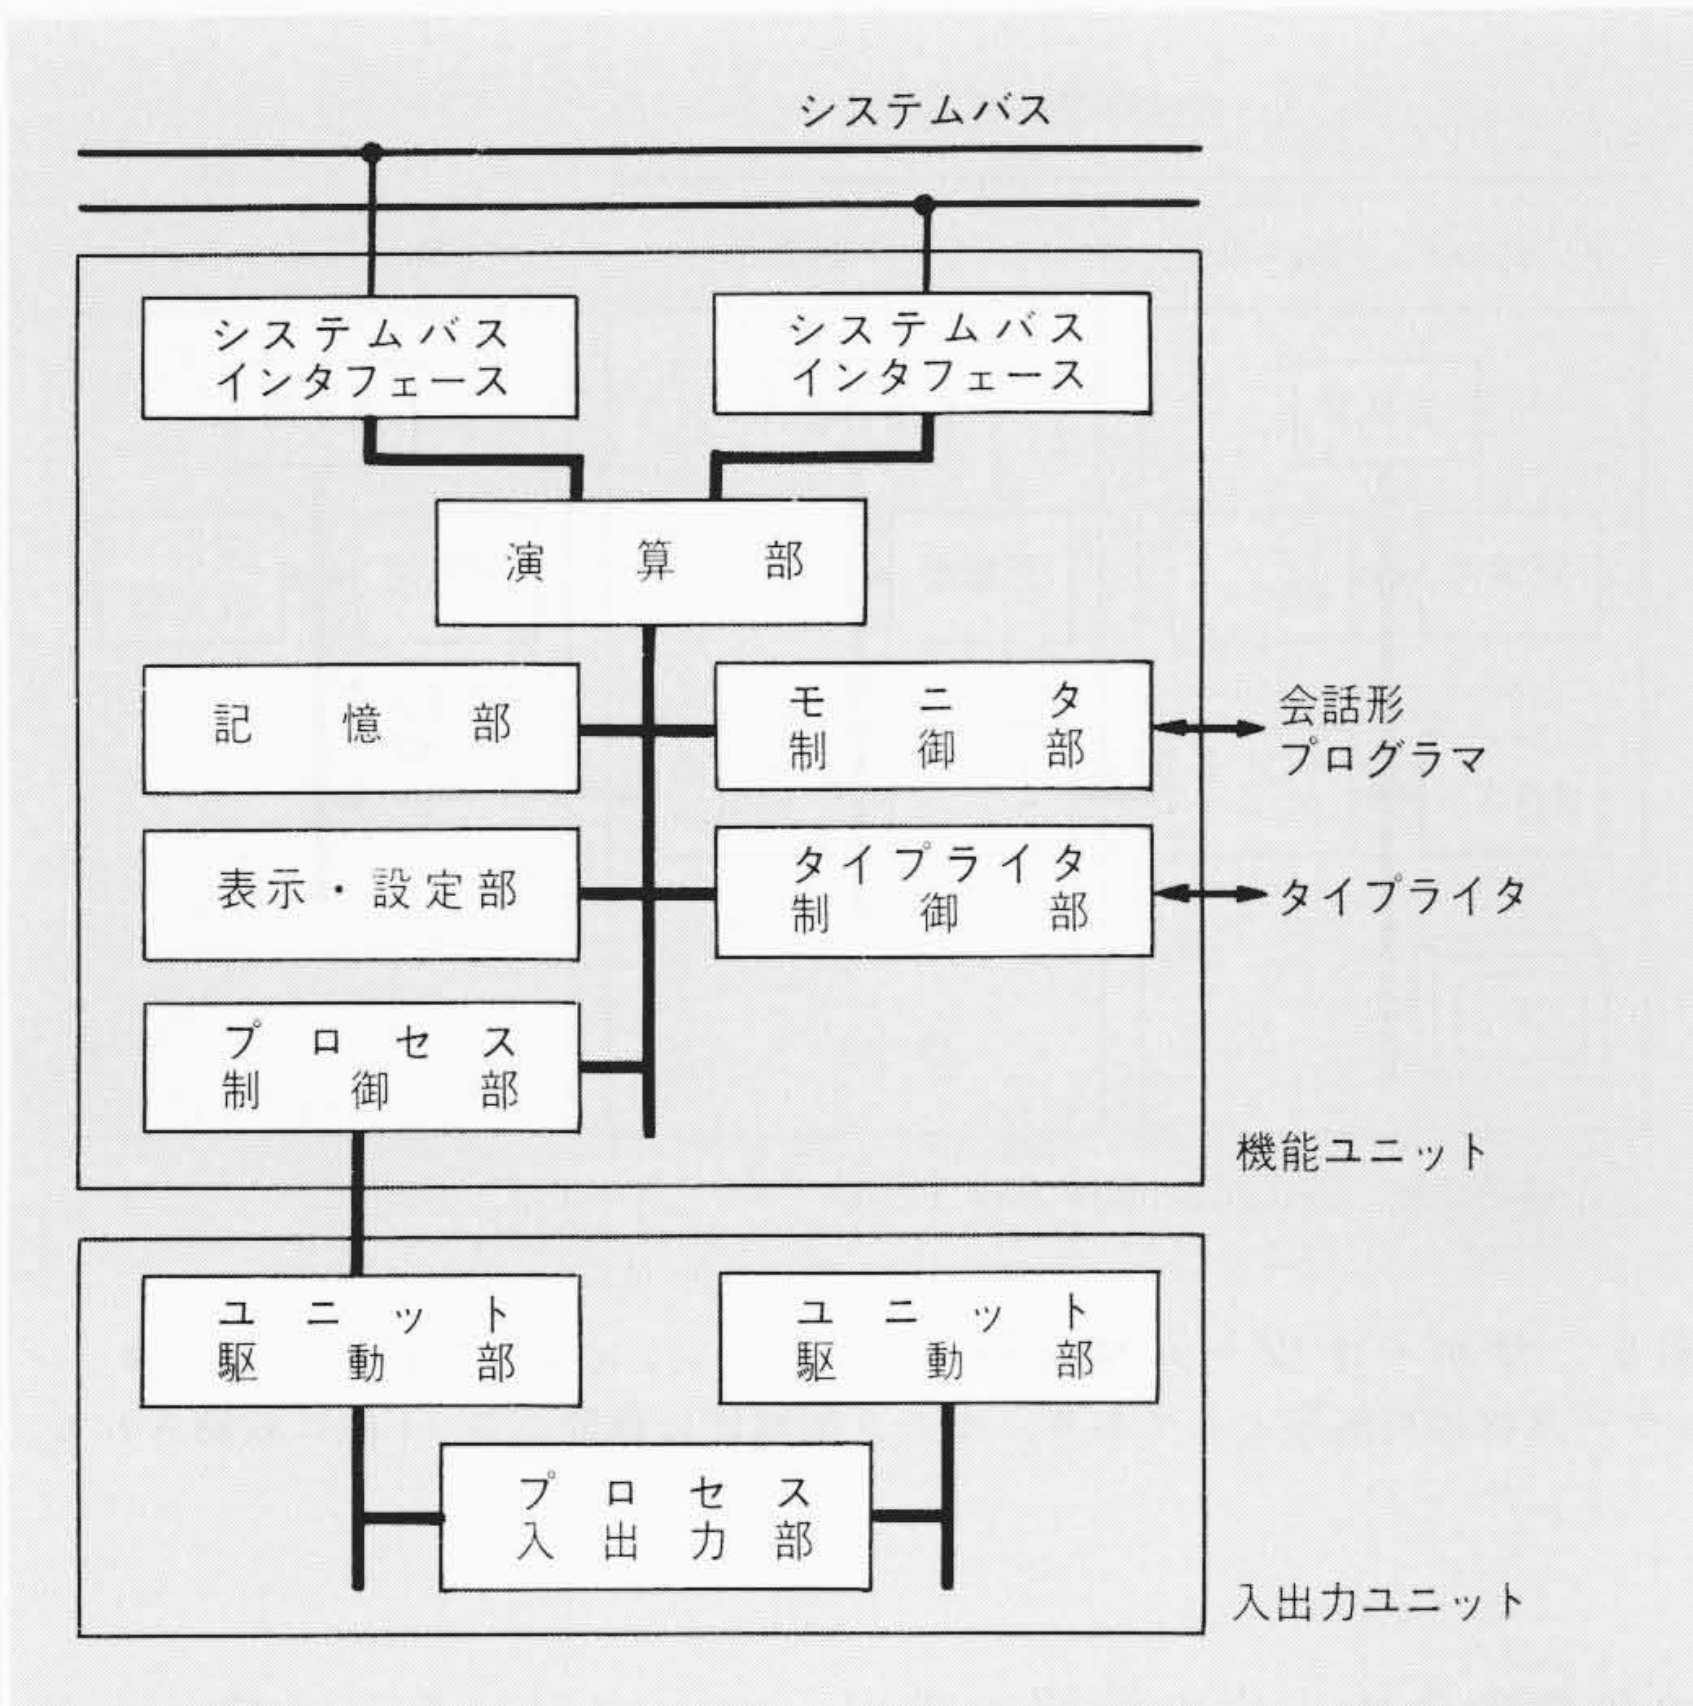 システムバス
システムバス
インタフェース
システムバス
インタフェース
演算部
記憶部
モニタ
制御部
会話形
プログラマ
表示・設定部
タイプライタ
制御部
タイプライタ
プロセス
制御部
機能ユニット
ユニット
駆動部
ユニット
駆動部
プロセス
入出力部
入出力ユニット